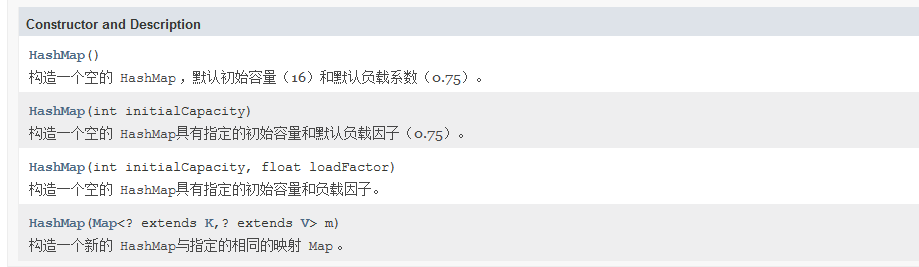 Constructor and Description
HashMap()
构造一个空的 HashMap ，默认初始容量（16）和默认负载系数（0.75）。
HashMap(int initialCapacity)
构造一个空的 HashMap具有指定的初始容量和默认负载因子（0.75）。
HashMap(int initialCapacity, float loadFactor)
构造一个空的 HashMap具有指定的初始容量和负载因子。
HashMap(Map<? extends K,? extends V> m)
构造一个新的 HashMap与指定的相同的映射 Map 。